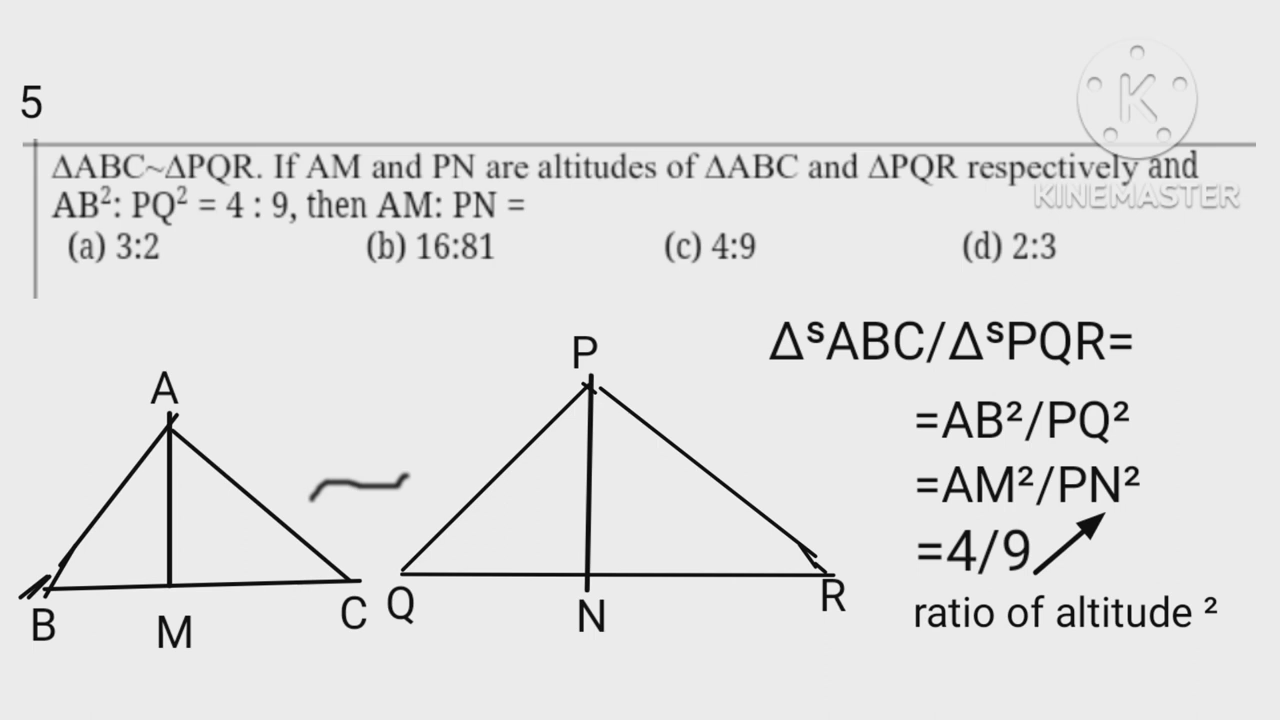 5
ΔABC~ΔPQR. If AM and PN are altitudes of ΔABC and ΔPQR respectively and
AB²: PQ² = 4 : 9, then AM: PN =
(a) 3:2 (b) 16:81 (c) 4:9 (d) 2:3
KINEMASTER
K
ΔˢABC/ΔˢPQR=
=AB²/PQ²
=AM²/PN²
=4/9
ratio of altitude ²
A
B
M
C
~
P
Q
N
R